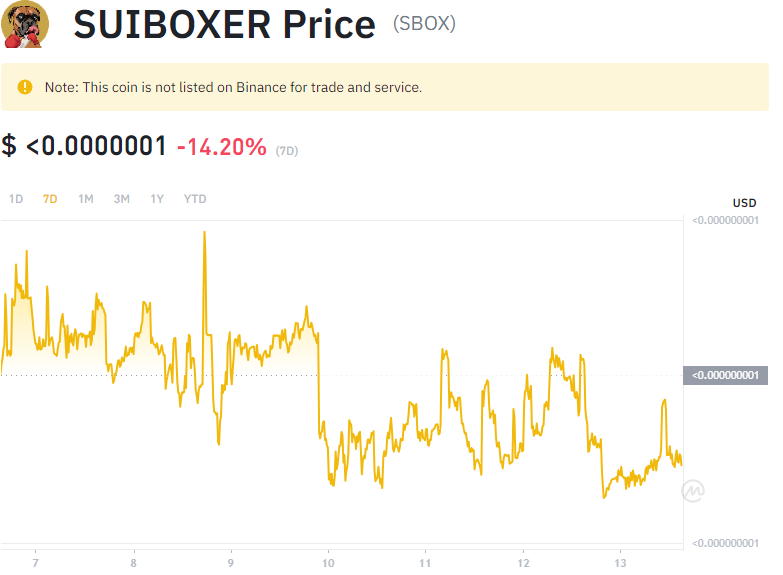 SUIBOXER Price (SBOX)
Note: This coin is not listed on Binance for trade and service.
$ <0.0000001 -14.20% (7D)
1D 7D 1M 3M 1Y YTD
USD
<0.000000001
<0.000000001
<0.000000001
7 8 9 10 11 12 13